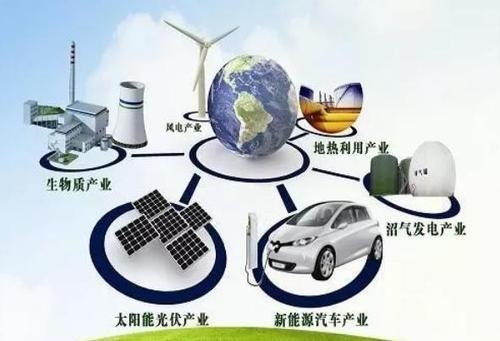 风电产业
地热利用产业
生物质产业
沼气发电产业
太阳能光伏产业
新能源汽车产业